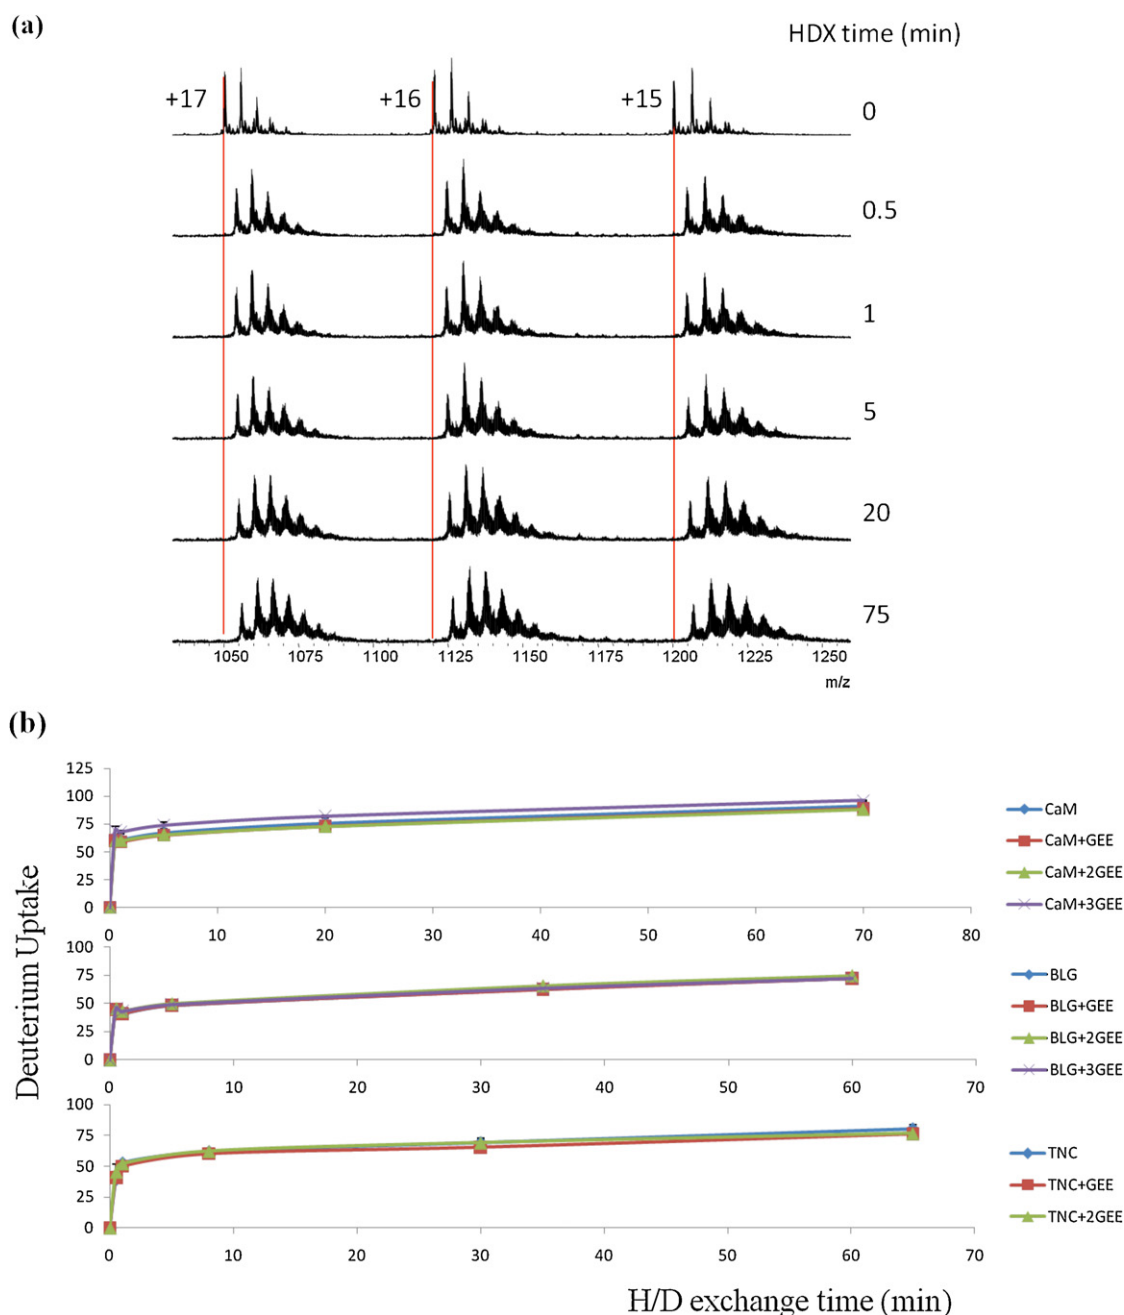 (a)
HDX time (min)
+17 +16 +15 0
0.5
1
5
20
75
1050 1075 1100 1125 1150 1175 1200 1225 1250
m/z
(b)
Deuterium Uptake
125
100
75
50
25
0
0 10 20 30 40 50 60 70 80
CaM
CaM+GEE
CaM+2GEE
CaM+3GEE
100
75
50
25
0
0 10 20 30 40 50 60 70
BLG
BLG+GEE
BLG+2GEE
BLG+3GEE
100
75
50
25
0
0 10 20 30 40 50 60 70
TNC
TNC+GEE
TNC+2GEE
H/D exchange time (min)